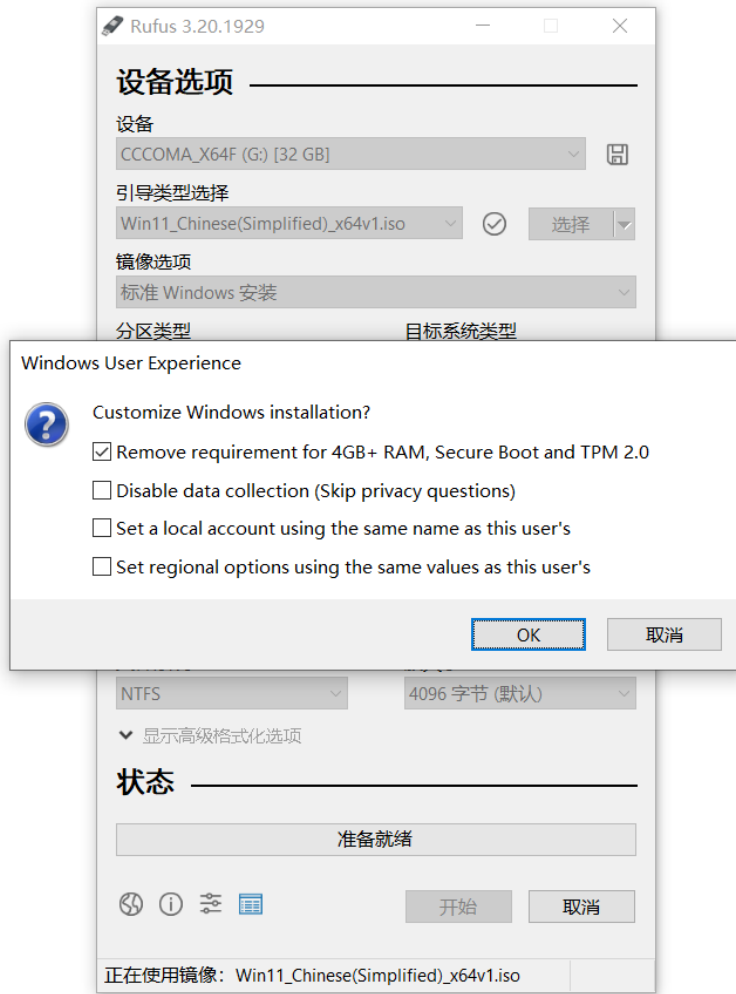 Rufus 3.20.1929
设备选项
设备
CCCOMA_X64F (G:) [32 GB]
引导类型选择
Win11_Chinese(Simplified)_x64v1.iso
选择
镜像选项
标准 Windows 安装
分区类型 目标系统类型
Windows User Experience
Customize Windows installation?
Remove requirement for 4GB+ RAM, Secure Boot and TPM 2.0
Disable data collection (Skip privacy questions)
Set a local account using the same name as this user's
Set regional options using the same values as this user's
OK 取消
NTFS 4096 字节 (默认)
显示高级格式化选项
状态
准备就绪
开始 取消
正在使用镜像：Win11_Chinese(Simplified)_x64v1.iso